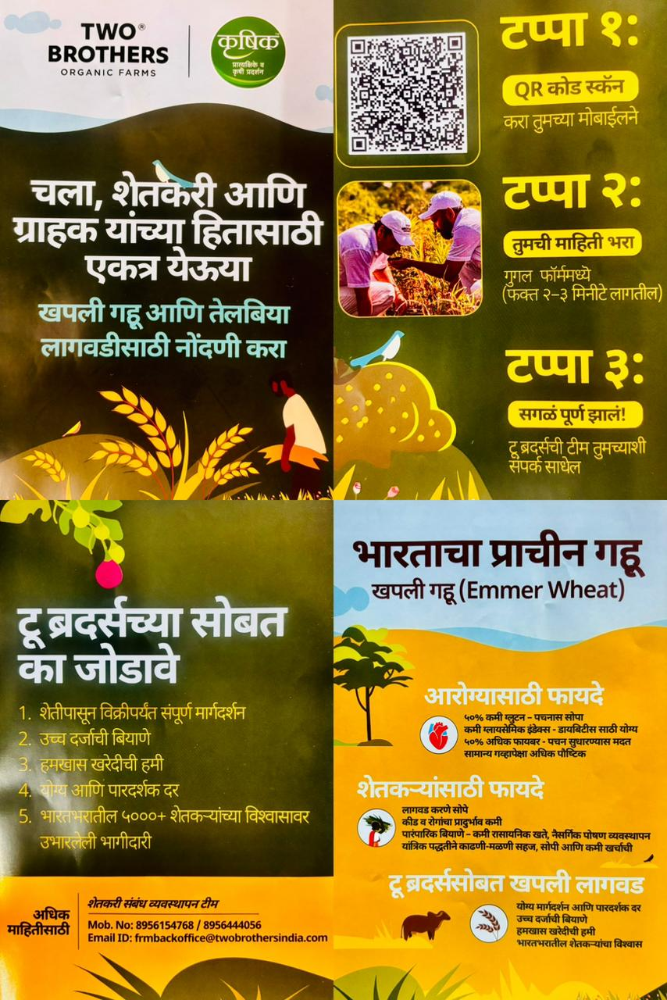 TWO® BROTHERS
ORGANIC FARMS
कृषिक
प्रात्यक्षिके व
कृषी प्रदर्शन
चला, शेतकरी आणि
ग्राहक यांच्या हितासाठी
एकत्र येऊया
खपली गहू आणि तेलबिया
लागवडीसाठी नोंदणी करा
टप्पा १:
QR कोड स्कॅन
करा तुमच्या मोबाईलने
टप्पा २:
तुमची माहिती भरा
गुगल फॉर्ममध्ये
(फक्त २–३ मिनीटे लागतील)
टप्पा ३:
सगळं पूर्ण झालं!
टू ब्रदर्सची टीम तुमच्याशी
संपर्क साधेल
टू ब्रदर्सच्या सोबत
का जोडावे
1. शेतीपासून विक्रीपर्यंत संपूर्ण मार्गदर्शन
2. उच्च दर्जाची बियाणे
3. हमखास खरेदीची हमी
4. योग्य आणि पारदर्शक दर
5. भारतभरातील ५०००+ शेतकऱ्यांच्या विश्वासावर
उभारलेली भागीदारी
अधिक
माहितीसाठी
शेतकरी संबंध व्यवस्थापन टीम
Mob. No: 8956154768 / 8956444056
Email ID: frmbackoffice@twobrothersindia.com
भारताचा प्राचीन गहू
खपली गहू (Emmer Wheat)
आरोग्यासाठी फायदे
५०% कमी ग्लुटन – पचनास सोपा
कमी ग्लायसेमिक इंडेक्स - डायबिटीस साठी योग्य
५०% अधिक फायबर - पचन सुधारण्यास मदत
सामान्य गव्हापेक्षा अधिक पौष्टिक
शेतकऱ्यांसाठी फायदे
लागवड करणे सोपे
कीड व रोगांचा प्रादुर्भाव कमी
पारंपारिक बियाणे – कमी रासायनिक खते, नैसर्गिक पोषण व्यवस्थापन
यांत्रिक पद्धतीने काढणी-मळणी सहज, सोपी आणि कमी खर्चाची
टू ब्रदर्ससोबत खपली लागवड
योग्य मार्गदर्शन आणि पारदर्शक दर
उच्च दर्जाची बियाणे
हमखास खरेदीची हमी
भारतभरातील शेतकऱ्यांचा विश्वास